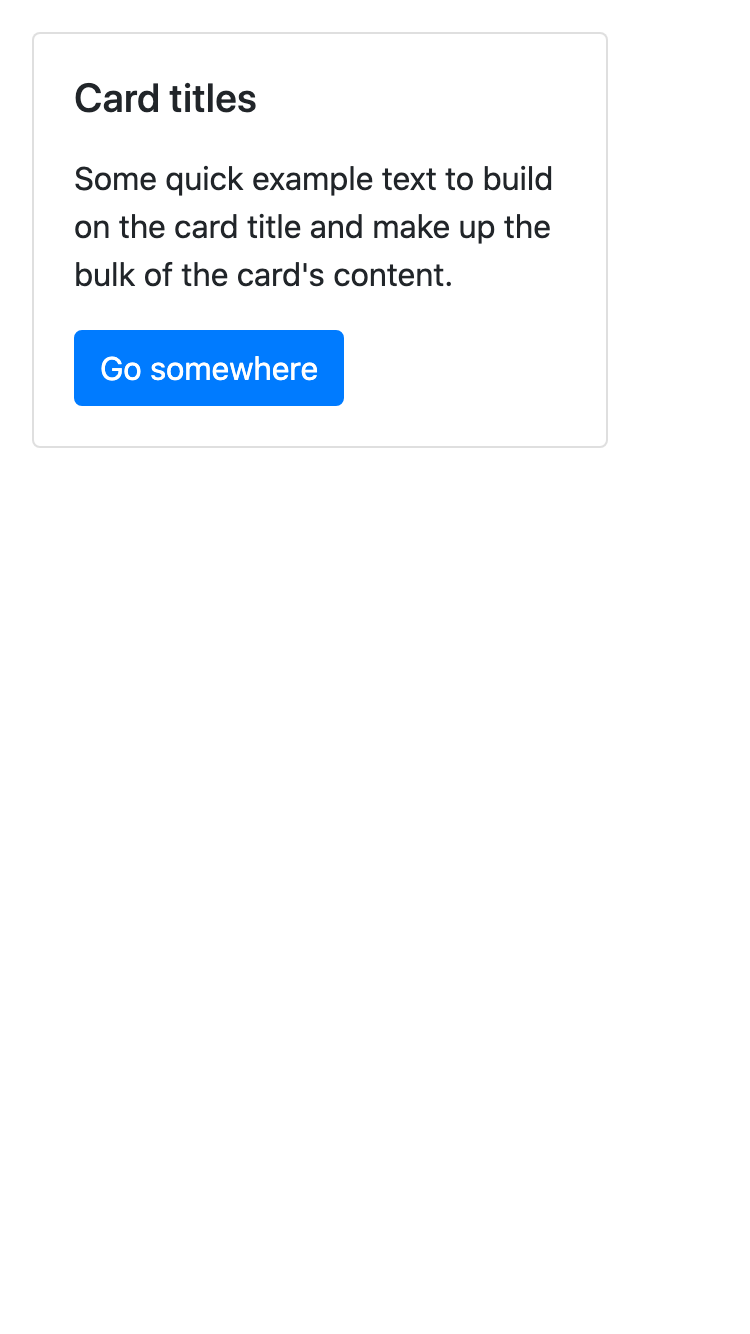 Card titles
Some quick example text to build
on the card title and make up the
bulk of the card's content.
Go somewhere